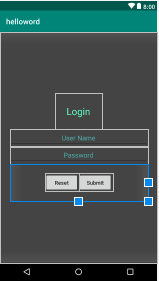 8:00
helloword
Login
User Name
Password
Reset Submit